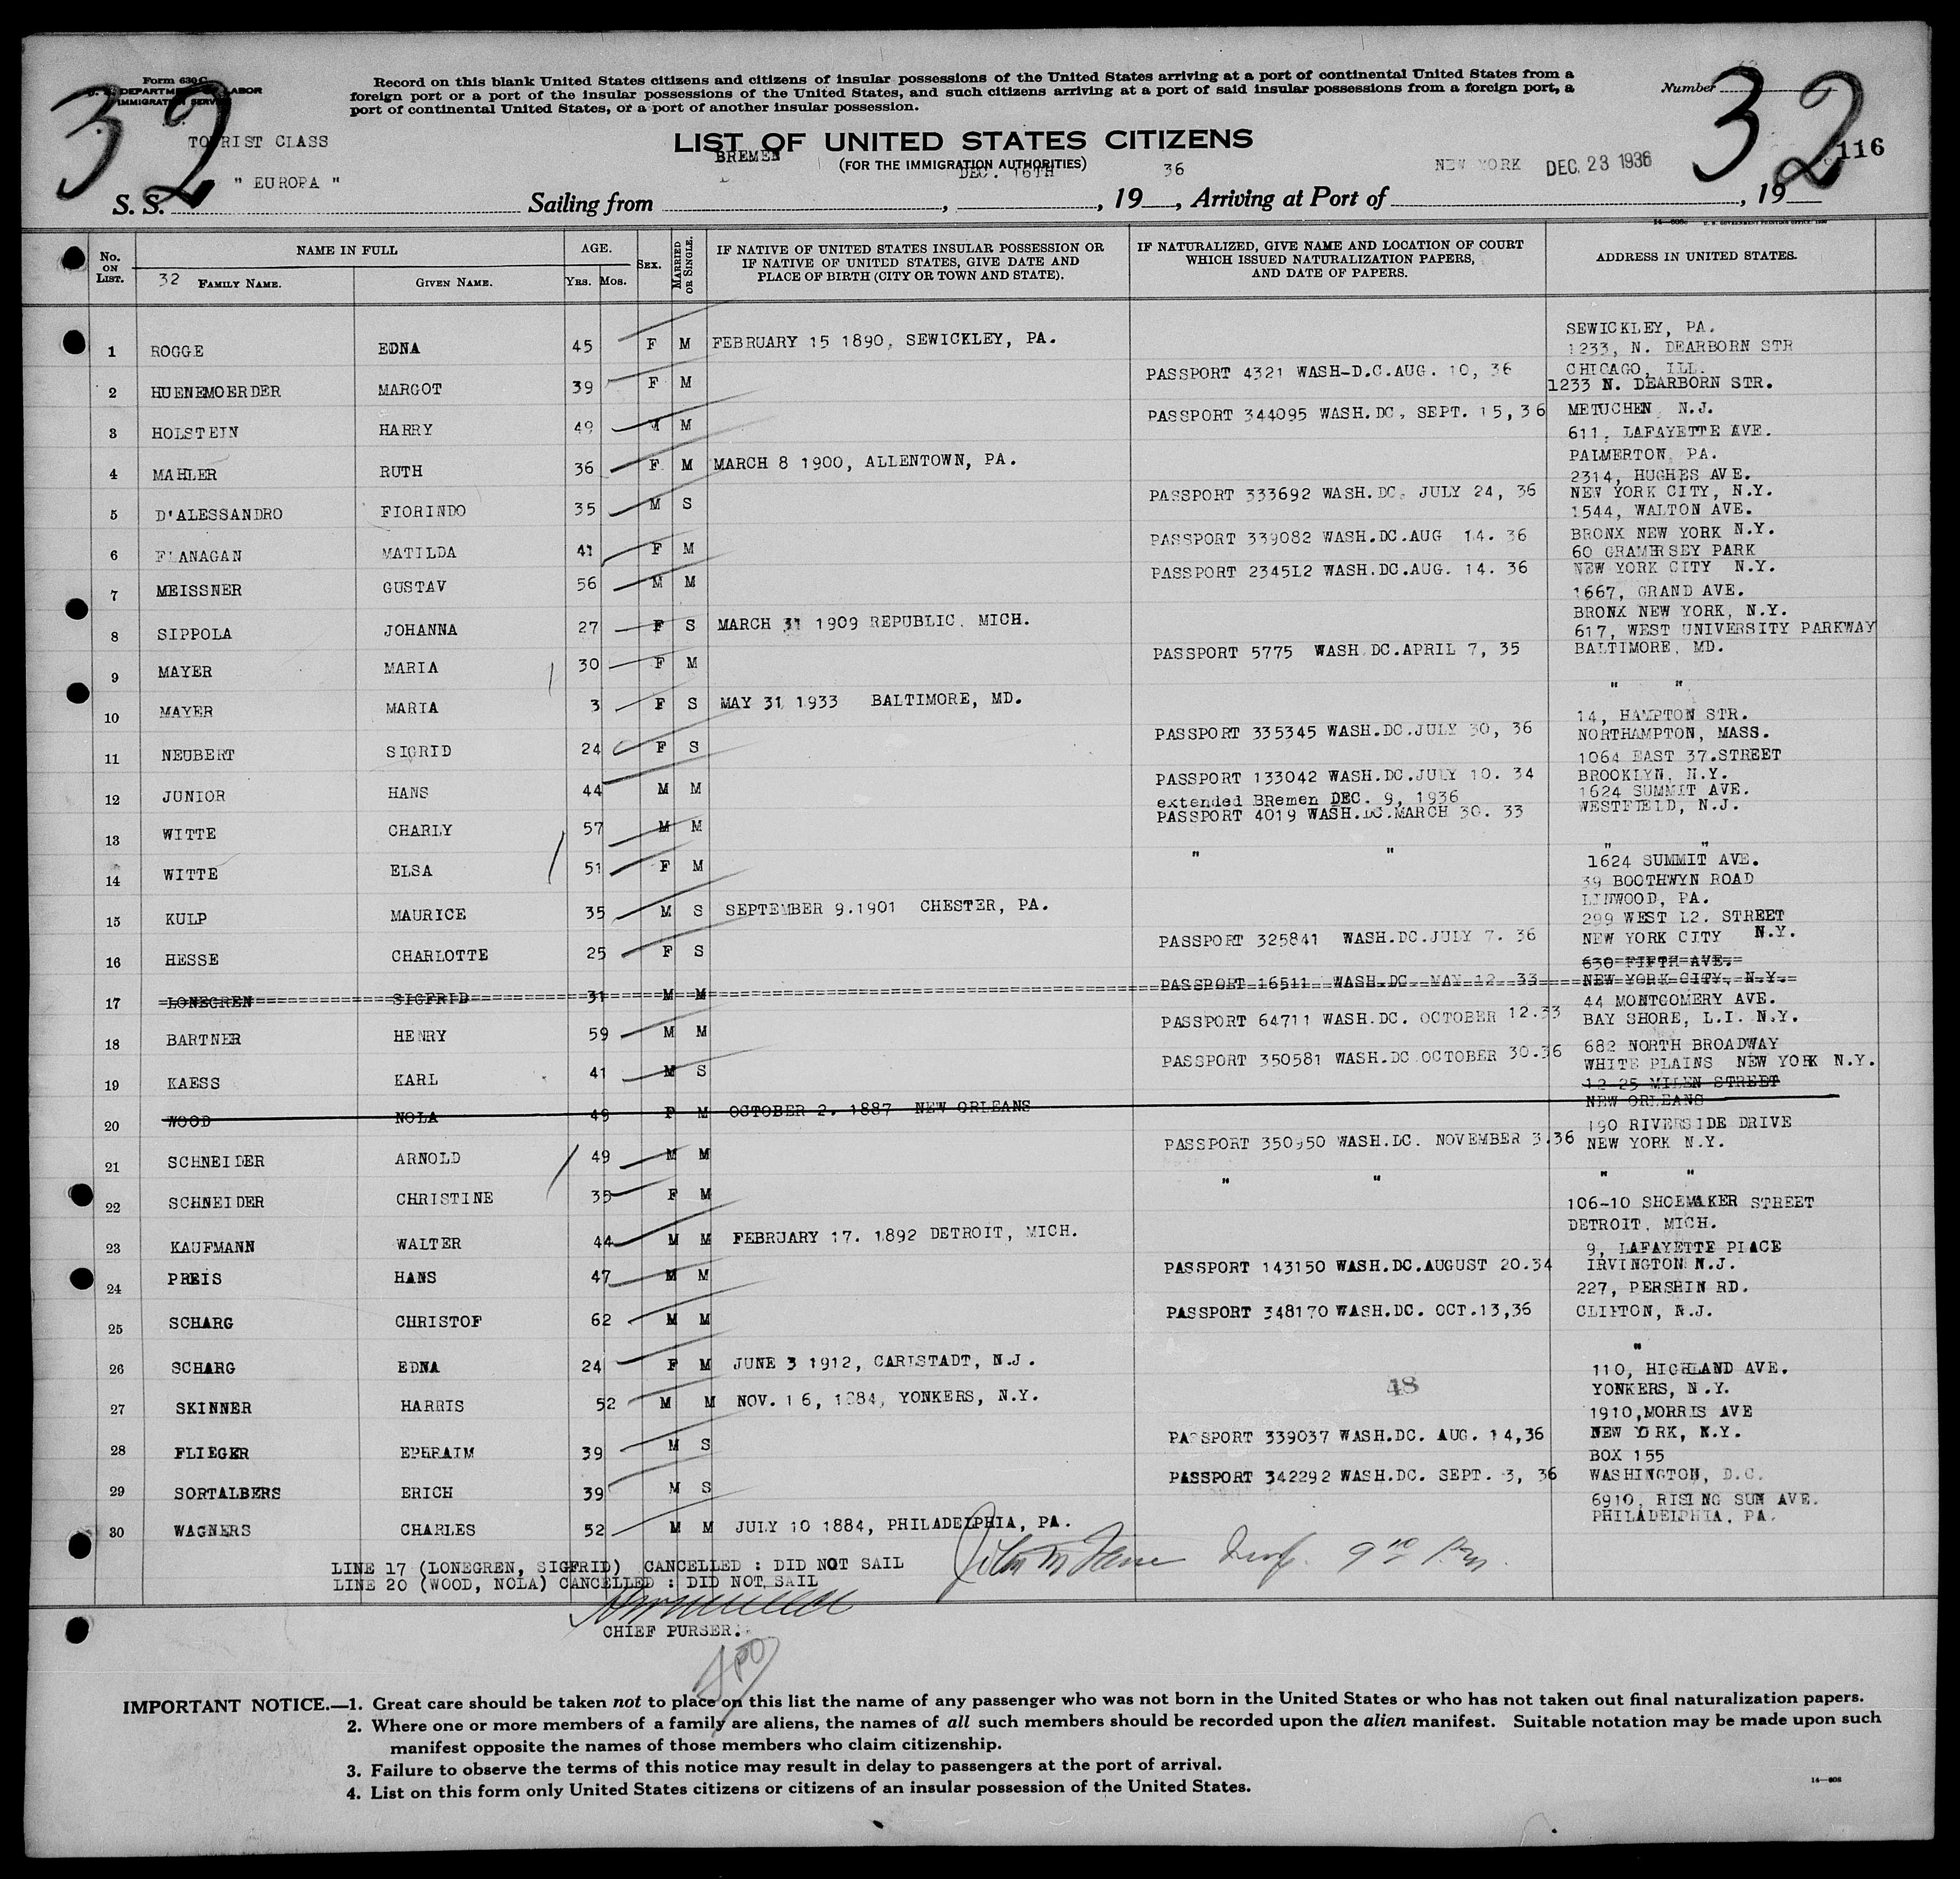 Form 630 C
U. S. DEPARTMENT OF LABOR
IMMIGRATION SERVICE
32
TOURIST CLASS
Record on this blank United States citizens and citizens of insular possessions of the United States arriving at a port of continental United States from a
foreign port or a port of the insular possessions of the United States, and such citizens arriving at a port of said insular possessions from a foreign port, a
port of continental United States, or a port of another insular possession.
Number
32
116
LIST OF UNITED STATES CITIZENS
(FOR THE IMMIGRATION AUTHORITIES)
S. S. "EUROPA" Sailing from BREMEN, DEC. 16TH, 1936, Arriving at Port of NEW YORK DEC. 23 1936, 19
No. ON LIST. NAME IN FULL AGE. SEX. MARRIED OR SINGLE. IF NATIVE OF UNITED STATES INSULAR POSSESSION OR IF NATIVE OF UNITED STATES, GIVE DATE AND PLACE OF BIRTH (CITY OR TOWN AND STATE). IF NATURALIZED, GIVE NAME AND LOCATION OF COURT WHICH ISSUED NATURALIZATION PAPERS, AND DATE OF PAPERS. ADDRESS IN UNITED STATES.
32 FAMILY NAME. GIVEN NAME. YRS. MOS.
1 ROGGE EDNA 45 F M FEBRUARY 15 1890, SEWICKLEY, PA. SEWICKLEY, PA.
1233, N. DEARBORN STR
2 HUENEMOERDER MARGOT 39 F M PASSPORT 4321 WASH-D.C.AUG. 10, 36 CHICAGO, ILL.
1233 N. DEARBORN STR.
3 HOLSTEIN HARRY 49 M PASSPORT 344095 WASH.DC, SEPT. 15,36 METUCHEN N.J.
611, LAFAYETTE AVE.
4 MAHLER RUTH 36 F M MARCH 8 1900, ALLENTOWN, PA. PALMERTON, PA.
2314, HUGHES AVE.
5 D'ALESSANDRO FIORINDO 35 M S PASSPORT 333692 WASH.DC. JULY 24, 36 NEW YORK CITY, N.Y.
1544, WALTON AVE.
6 FLANAGAN MATILDA 41 F M PASSPORT 339082 WASH.DC.AUG 14. 36 BRONX NEW YORK N.Y.
60 GRAMERSEY PARK
7 MEISSNER GUSTAV 56 M M PASSPORT 2345L2 WASH.DC.AUG. 14. 36 NEW YORK CITY N.Y.
1667, GRAND AVE.
8 SIPPOLA JOHANNA 27 F S MARCH 31 1909 REPUBLIC. MICH. BRONX NEW YORK, N.Y.
617, WEST UNIVERSITY PARKWAY
9 MAYER MARIA 30 F M PASSPORT 5775 WASH.DC.APRIL 7, 35 BALTIMORE, MD.
10 MAYER MARIA 3 F S MAY 31 1933 BALTIMORE, MD. " "
14, HAMPTON STR.
11 NEUBERT SIGRID 24 F S PASSPORT 335345 WASH.DC.JULY 30, 36 NORTHAMPTON, MASS.
1064 EAST 37.STREET
12 JUNIOR HANS 44 M M PASSPORT 133042 WASH.DC.JULY 10. 34 BROOKLYN, N.Y.
extended BRemen DEC. 9, 1936 1624 SUMMIT AVE.
13 WITTE CHARLY 57 M M PASSPORT 4019 WASH.DC.MARCH 30. 33 WESTFIELD, N.J.
14 WITTE ELSA 51 F M " " " "
1624 SUMMIT AVE.
39 BOOTHWYN ROAD
15 KULP MAURICE 35 M S SEPTEMBER 9.1901 CHESTER, PA. LINWOOD, PA.
299 WEST 12. STREET
16 HESSE CHARLOTTE 25 F S PASSPORT 325841 WASH.DC.JULY 7. 36 NEW YORK CITY N.Y.
630 FIFTH AVE.
17 LONEGREN SIGFRID 31 M M PASSPORT 16511 WASH.DC. MAY 12 33 NEW YORK CITY, N.Y.
44 MONTGOMERY AVE.
18 BARTNER HENRY 59 M M PASSPORT 64711 WASH.DC. OCTOBER 12.33 BAY SHORE, L.I. N.Y.
682 NORTH BROADWAY
19 KAESS KARL 41 M S PASSPORT 350581 WASH.DC.OCTOBER 30.36 WHITE PLAINS NEW YORK N.Y.
12-25 MILEN STREET
20 WOOD NOLA 49 F M OCTOBER 2. 1887 NEW ORLEANS NEW ORLEANS
190 RIVERSIDE DRIVE
21 SCHNEIDER ARNOLD 49 M M PASSPORT 350950 WASH.DC. NOVEMBER 3.36 NEW YORK N.Y.
22 SCHNEIDER CHRISTINE 35 F M " " " "
106-10 SHOEMAKER STREET
23 KAUFMANN WALTER 44 M M FEBRUARY 17. 1892 DETROIT, MICH. DETROIT, MICH.
9, LAFAYETTE PLACE
24 PREIS HANS 47 M M PASSPORT 143150 WASH.DC.AUGUST 20.34 IRVINGTON N.J.
227, PERSHIN RD.
25 SCHARG CHRISTOF 62 M M PASSPORT 348170 WASH.DC. OCT.13,36 CLIFTON, N.J.
26 SCHARG EDNA 24 F M JUNE 3 1912, CARLSTADT, N.J. "
110, HIGHLAND AVE.
27 SKINNER HARRIS 52 M M NOV. 16, 1884, YONKERS, N.Y. 48 YONKERS, N.Y.
1910,MORRIS AVE
28 FLIEGER EPHRAIM 39 M S PASSPORT 339037 WASH.DC. AUG. 14,36 NEW YORK, N.Y.
BOX 155
29 SORTALBERS ERICH 39 M S PASSPORT 342292 WASH.DC. SEPT. 3, 36 WASHINGTON, D.C.
6910, RISING SUN AVE.
30 WAGNERS CHARLES 52 M M JULY 10 1884, PHILADELPHIA, PA. PHILADELPHIA, PA.
LINE 17 (LONEGREN, SIGFRID) CANCELLED : DID NOT SAIL
LINE 20 (WOOD, NOLA) CANCELLED : DID NOT SAIL
CHIEF PURSER.
IMPORTANT NOTICE.—1. Great care should be taken not to place on this list the name of any passenger who was not born in the United States or who has not taken out final naturalization papers.
2. Where one or more members of a family are aliens, the names of all such members should be recorded upon the alien manifest. Suitable notation may be made upon such
manifest opposite the names of those members who claim citizenship.
3. Failure to observe the terms of this notice may result in delay to passengers at the port of arrival.
4. List on this form only United States citizens or citizens of an insular possession of the United States.